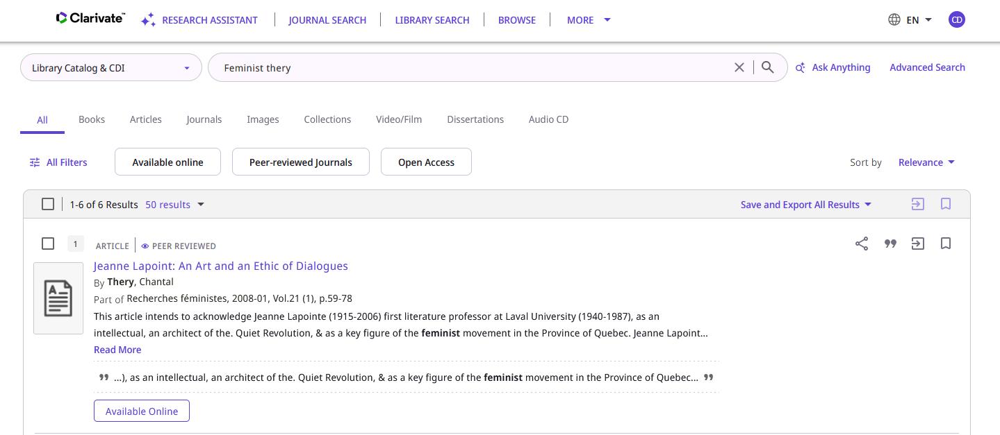 Clarivate™ RESEARCH ASSISTANT JOURNAL SEARCH LIBRARY SEARCH BROWSE MORE EN CD
Library Catalog & CDI Feminist thery Ask Anything Advanced Search
All Books Articles Journals Images Collections Video/Film Dissertations Audio CD
All Filters Available online Peer-reviewed Journals Open Access Sort by Relevance
1-6 of 6 Results 50 results Save and Export All Results
1 ARTICLE PEER REVIEWED
Jeanne Lapoint: An Art and an Ethic of Dialogues
By Thery, Chantal
Part of Recherches féministes, 2008-01, Vol.21 (1), p.59-78
This article intends to acknowledge Jeanne Lapointe (1915-2006) first literature professor at Laval University (1940-1987), as an
intellectual, an architect of the. Quiet Revolution, & as a key figure of the feminist movement in the Province of Quebec. Jeanne Lapoint...
Read More
...), as an intellectual, an architect of the. Quiet Revolution, & as a key figure of the feminist movement in the Province of Quebec...
Available Online